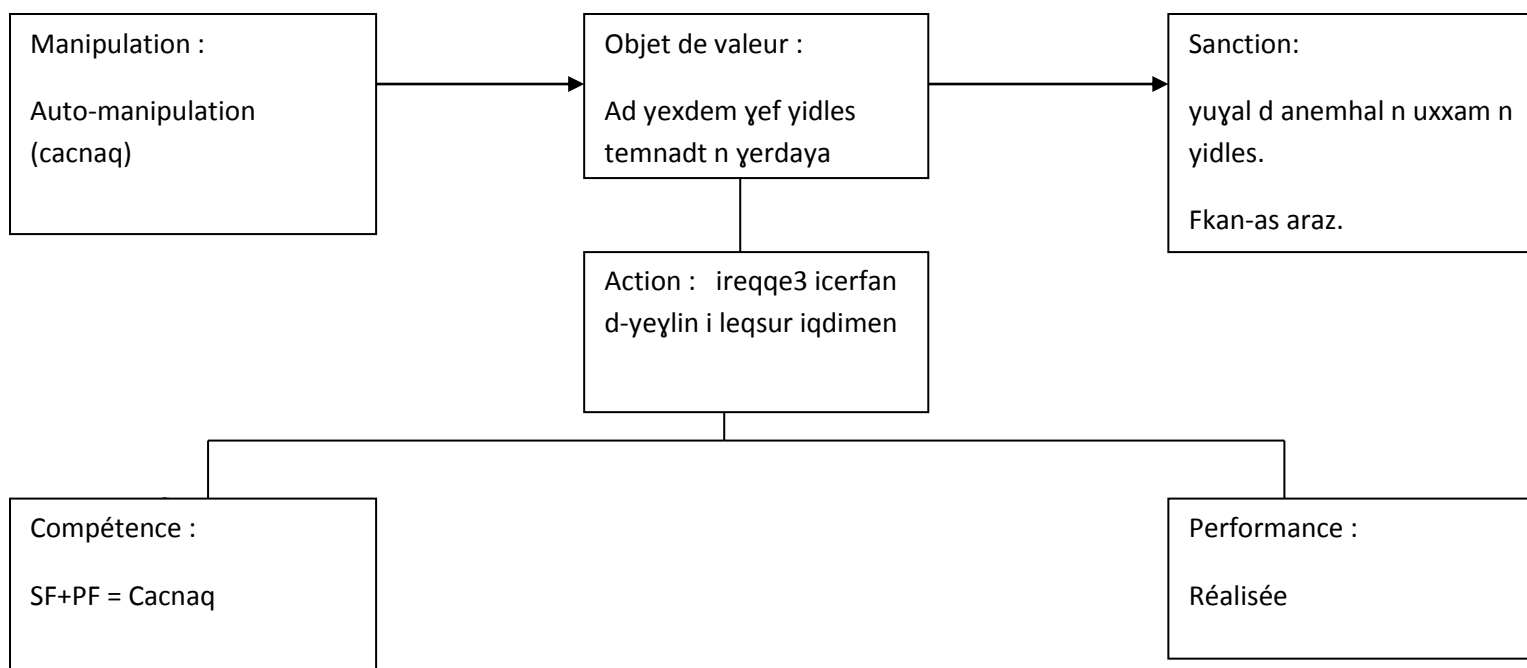 Manipulation :
Auto-manipulation
(cacnaq)
Objet de valeur :
Ad yexdem ɣef yidles
temnadt n ɣerdaya
Sanction:
yuɣal d anemhal n uxxam n
yidles.
Fkan-as araz.
Action : ireqqe3 icerfan
d-yeɣlin i leqsur iqdimen
Compétence :
SF+PF = Cacnaq
Performance :
Réalisée